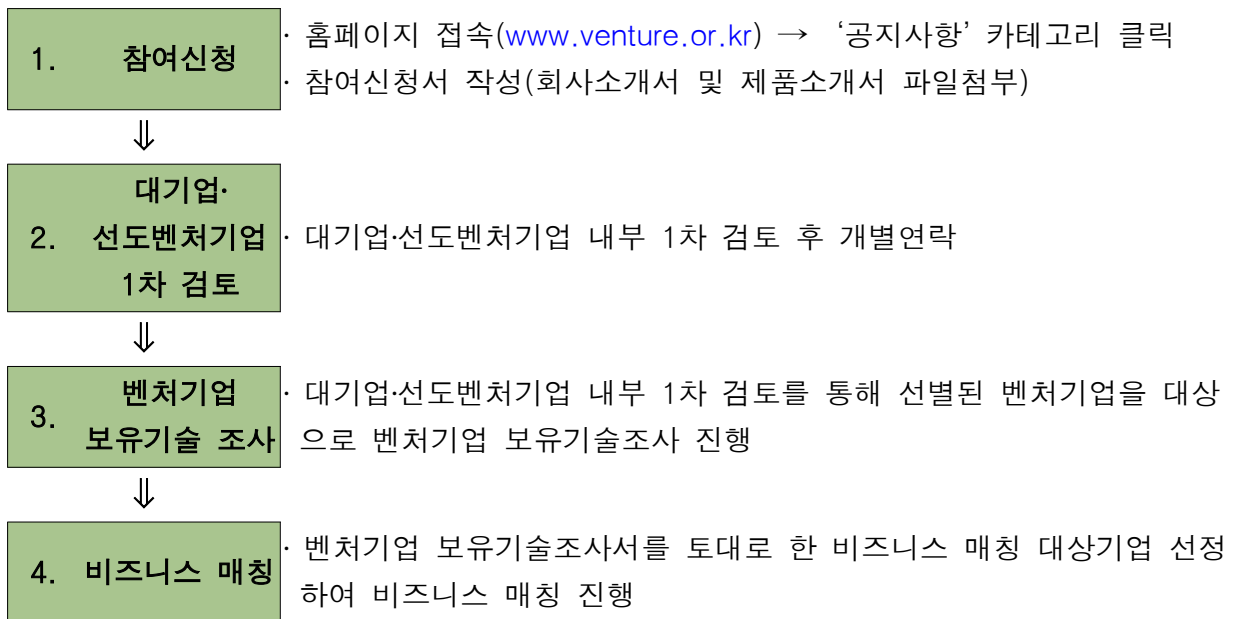 1. 참여신청
· 홈페이지 접속(www.venture.or.kr) → ‘공지사항’ 카테고리 클릭
· 참여신청서 작성(회사소개서 및 제품소개서 파일첨부)
⇓
2. 대기업·
선도벤처기업
1차 검토
· 대기업·선도벤처기업 내부 1차 검토 후 개별연락
⇓
3. 벤처기업
보유기술 조사
· 대기업·선도벤처기업 내부 1차 검토를 통해 선별된 벤처기업을 대상
으로 벤처기업 보유기술조사 진행
⇓
4. 비즈니스 매칭
· 벤처기업 보유기술조사서를 토대로 한 비즈니스 매칭 대상기업 선정
하여 비즈니스 매칭 진행